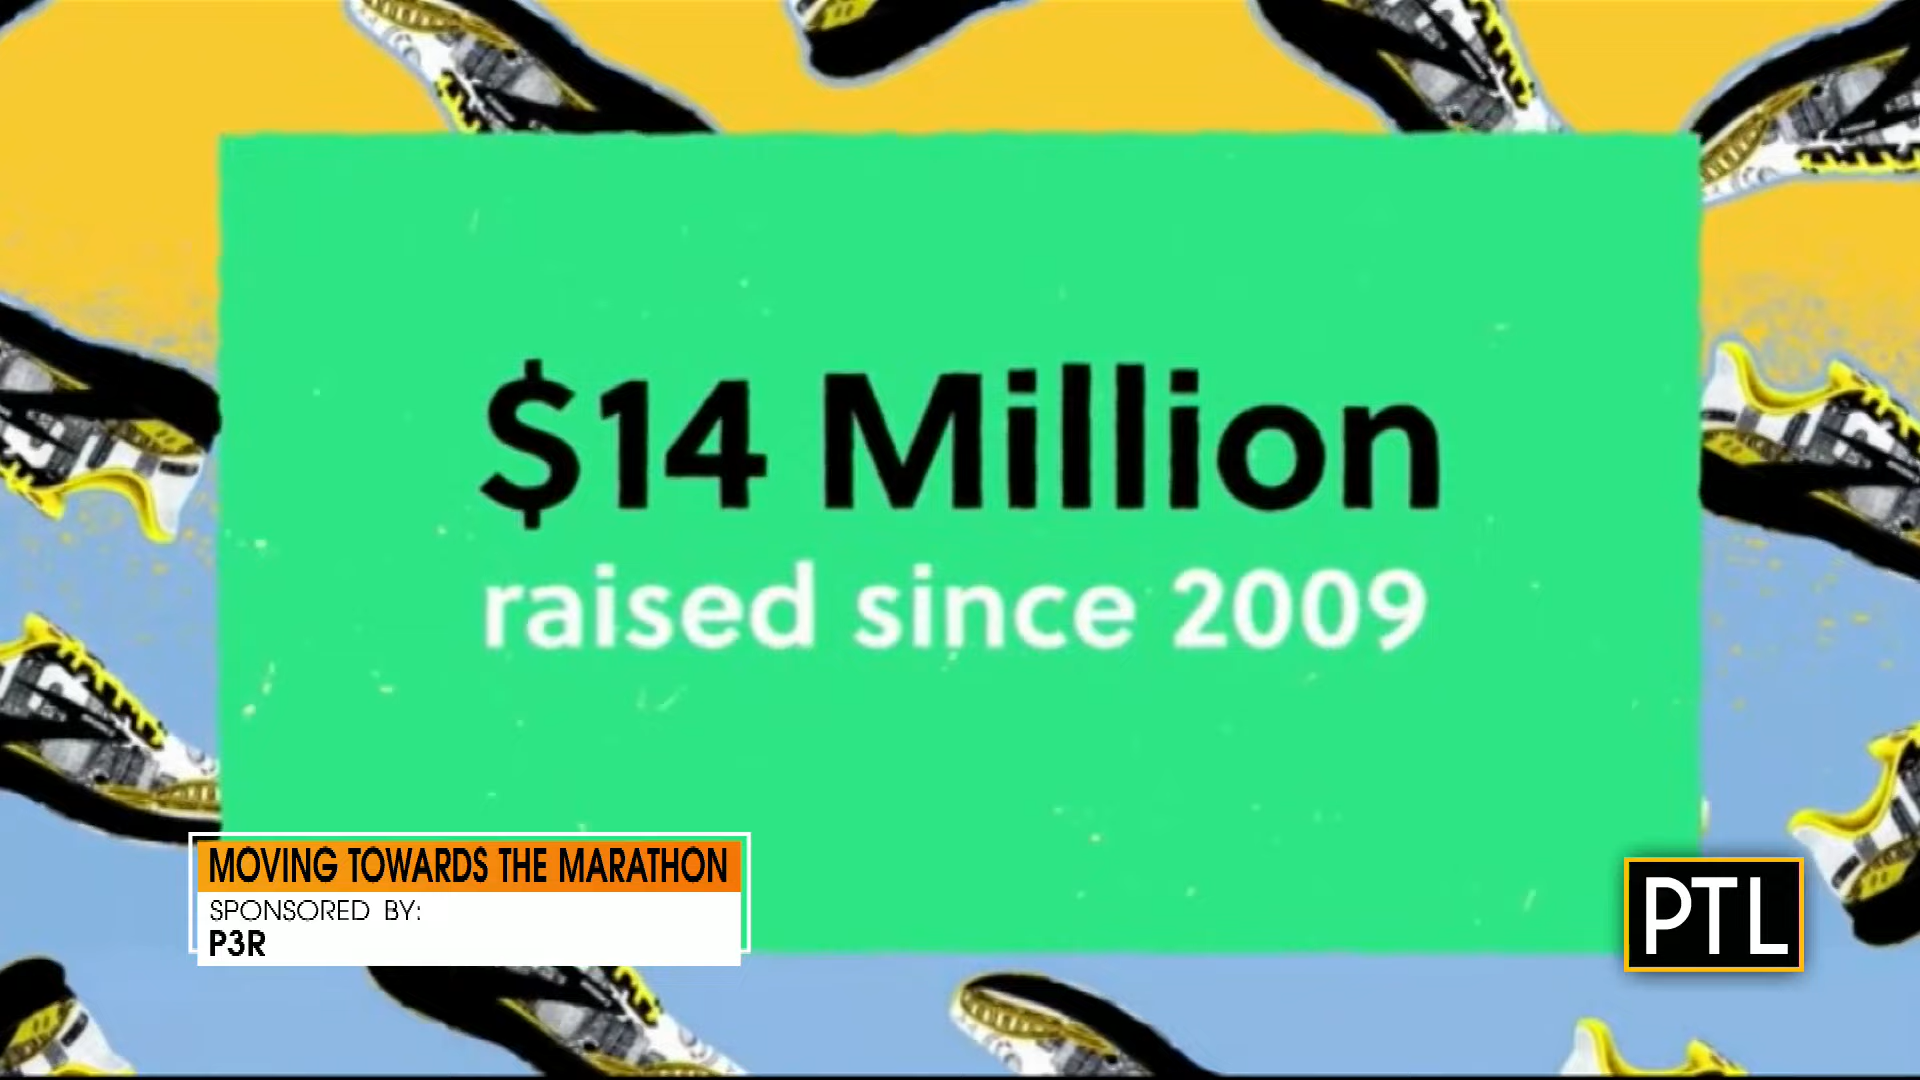 $14 Million
raised since 2009
MOVING TOWARDS THE MARATHON
SPONSORED BY:
P3R
PTL